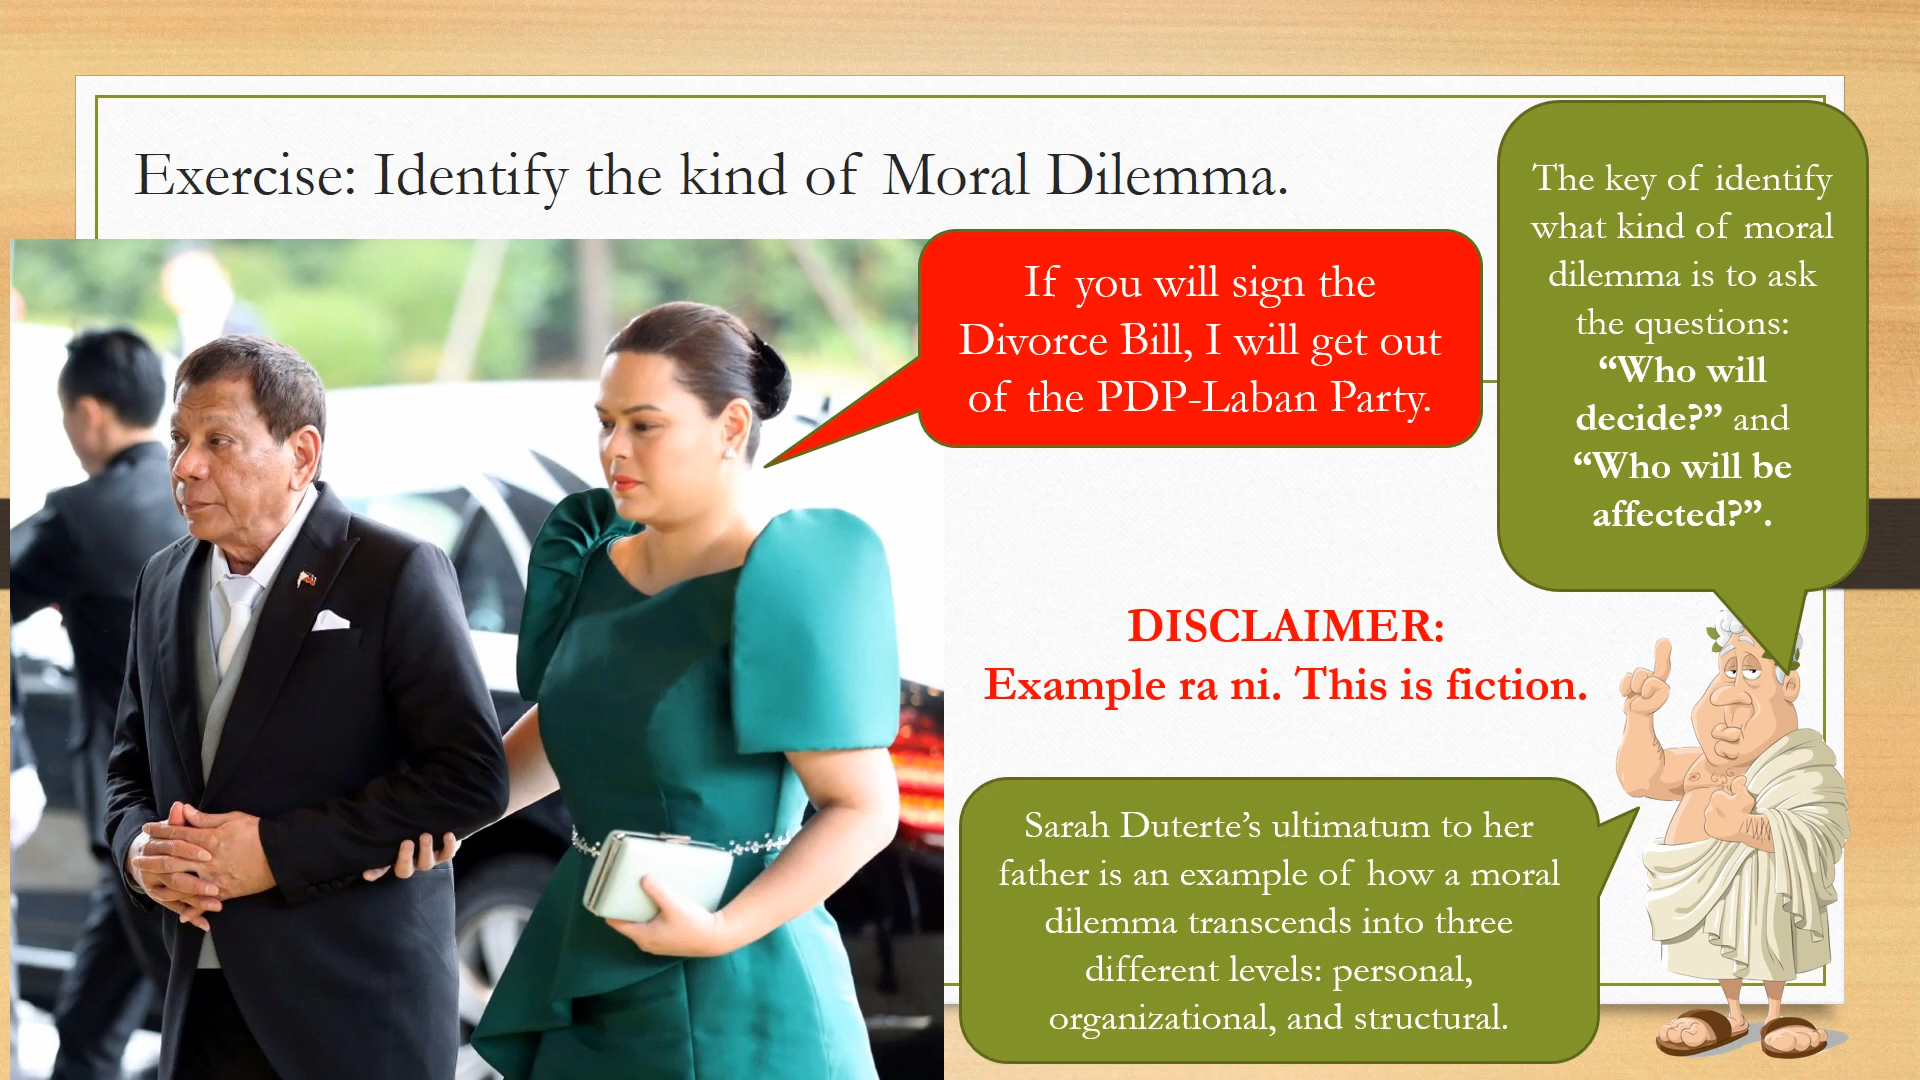 Exercise: Identify the kind of Moral Dilemma.
If you will sign the
Divorce Bill, I will get out
of the PDP-Laban Party.
The key of identify
what kind of moral
dilemma is to ask
the questions:
“Who will
decide?” and
“Who will be
affected?”.
DISCLAIMER:
Example ra ni. This is fiction.
Sarah Duterte’s ultimatum to her
father is an example of how a moral
dilemma transcends into three
different levels: personal,
organizational, and structural.